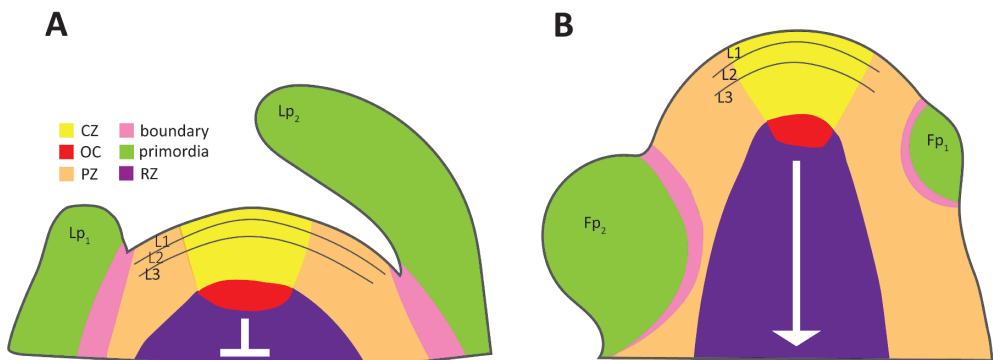 A
B
Lp2
CZ
boundary
OC
primordia
PZ
RZ
Lp1
L1
L2
L3
L1
L2
L3
Fp1
Fp2